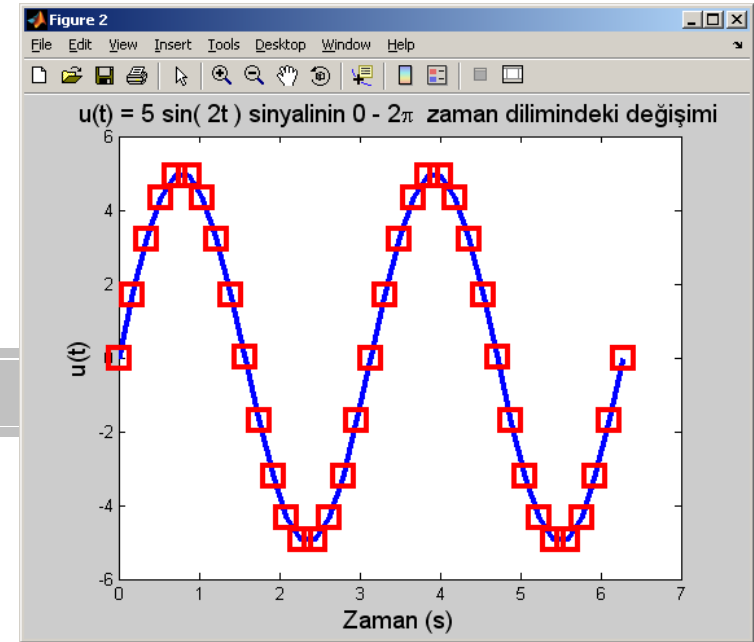 Figure 2
File Edit View Insert Tools Desktop Window Help
u(t) = 5 sin( 2t ) sinyalinin 0 - 2π zaman dilimindeki değişimi
6
4
2
0
-2
-4
-6
u(t)
0 1 2 3 4 5 6 7
Zaman (s)